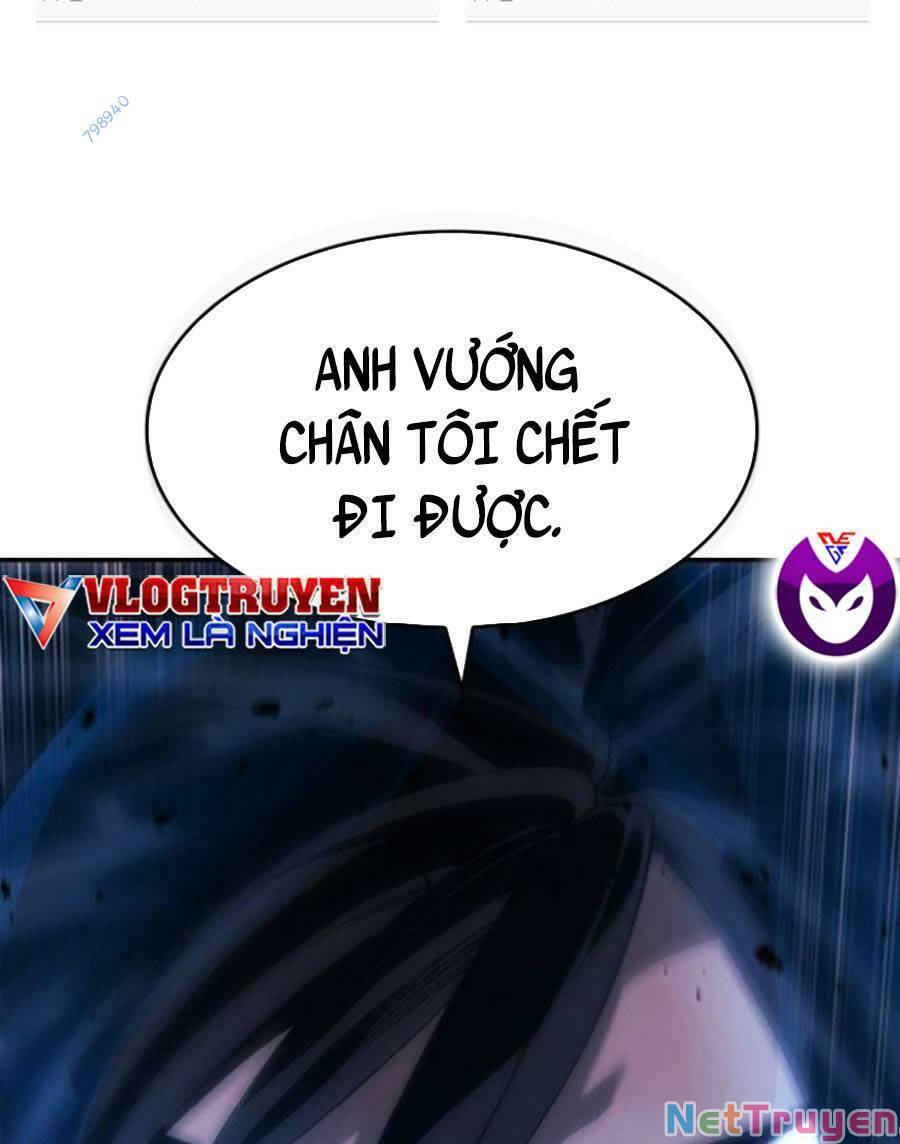 798940
ANH VƯỚNG
CHÂN TÔI CHẾT
ĐI ĐƯỢC.
VLOGTRUYEN
XEM LÀ NGHIỆN
NetTruyen